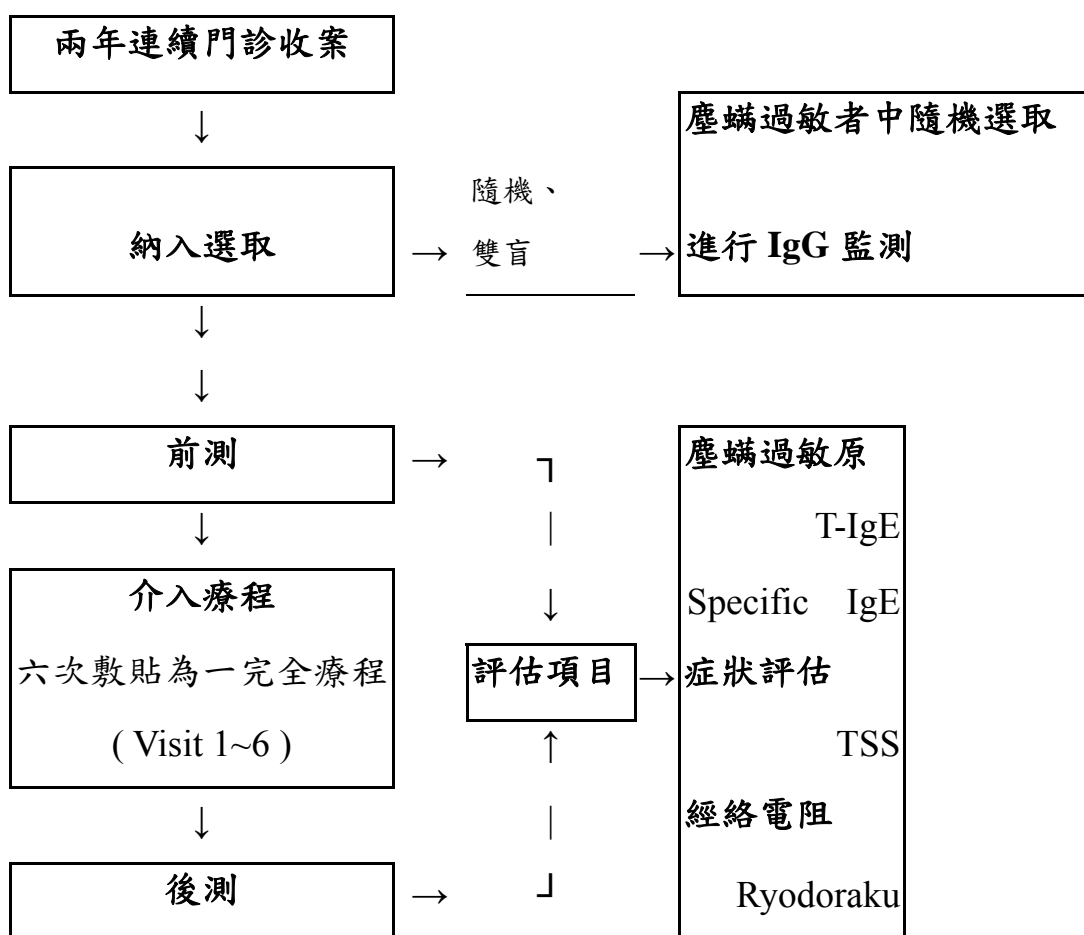 兩年連續門診收案
↓
納入選取
→
隨機、
雙盲
→
塵螨過敏者中隨機選取
進行 IgG 監測
↓
↓
前測
→
↓
介入療程
六次敷貼為一完全療程
( Visit 1~6 )
↓
後測
→
┐
|
↓
評估項目
↑
|
┘
→
塵螨過敏原
T-IgE
Specific IgE
症狀評估
TSS
經絡電阻
Ryodoraku